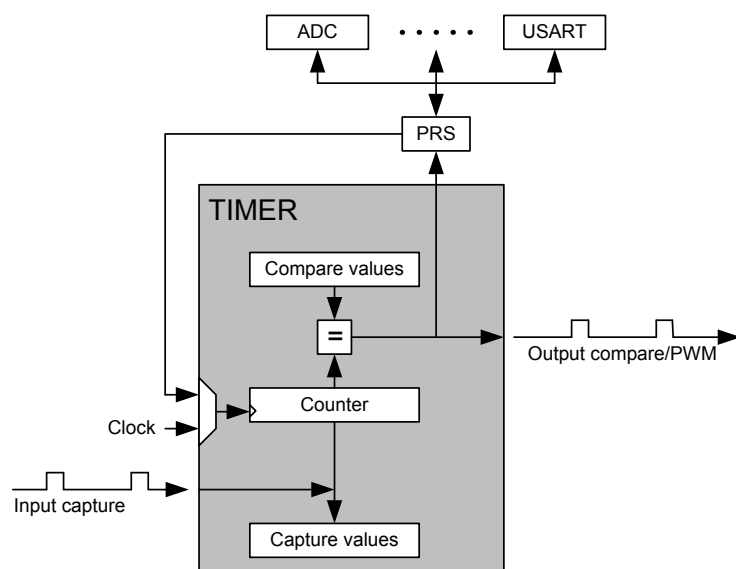 ADC
USART
PRS
TIMER
Compare values
=
Output compare/PWM
Counter
Clock
Input capture
Capture values